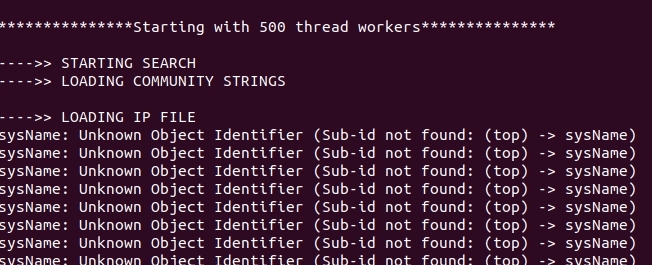 ***************Starting with 500 thread workers***************
---->> STARTING SEARCH
---->> LOADING COMMUNITY STRINGS
---->> LOADING IP FILE
sysName: Unknown Object Identifier (Sub-id not found: (top) -> sysName)
sysName: Unknown Object Identifier (Sub-id not found: (top) -> sysName)
sysName: Unknown Object Identifier (Sub-id not found: (top) -> sysName)
sysName: Unknown Object Identifier (Sub-id not found: (top) -> sysName)
sysName: Unknown Object Identifier (Sub-id not found: (top) -> sysName)
sysName: Unknown Object Identifier (Sub-id not found: (top) -> sysName)
sysName: Unknown Object Identifier (Sub-id not found: (top) -> sysName)
sysName: Unknown Object Identifier (Sub-id not found: (top) -> sysName)